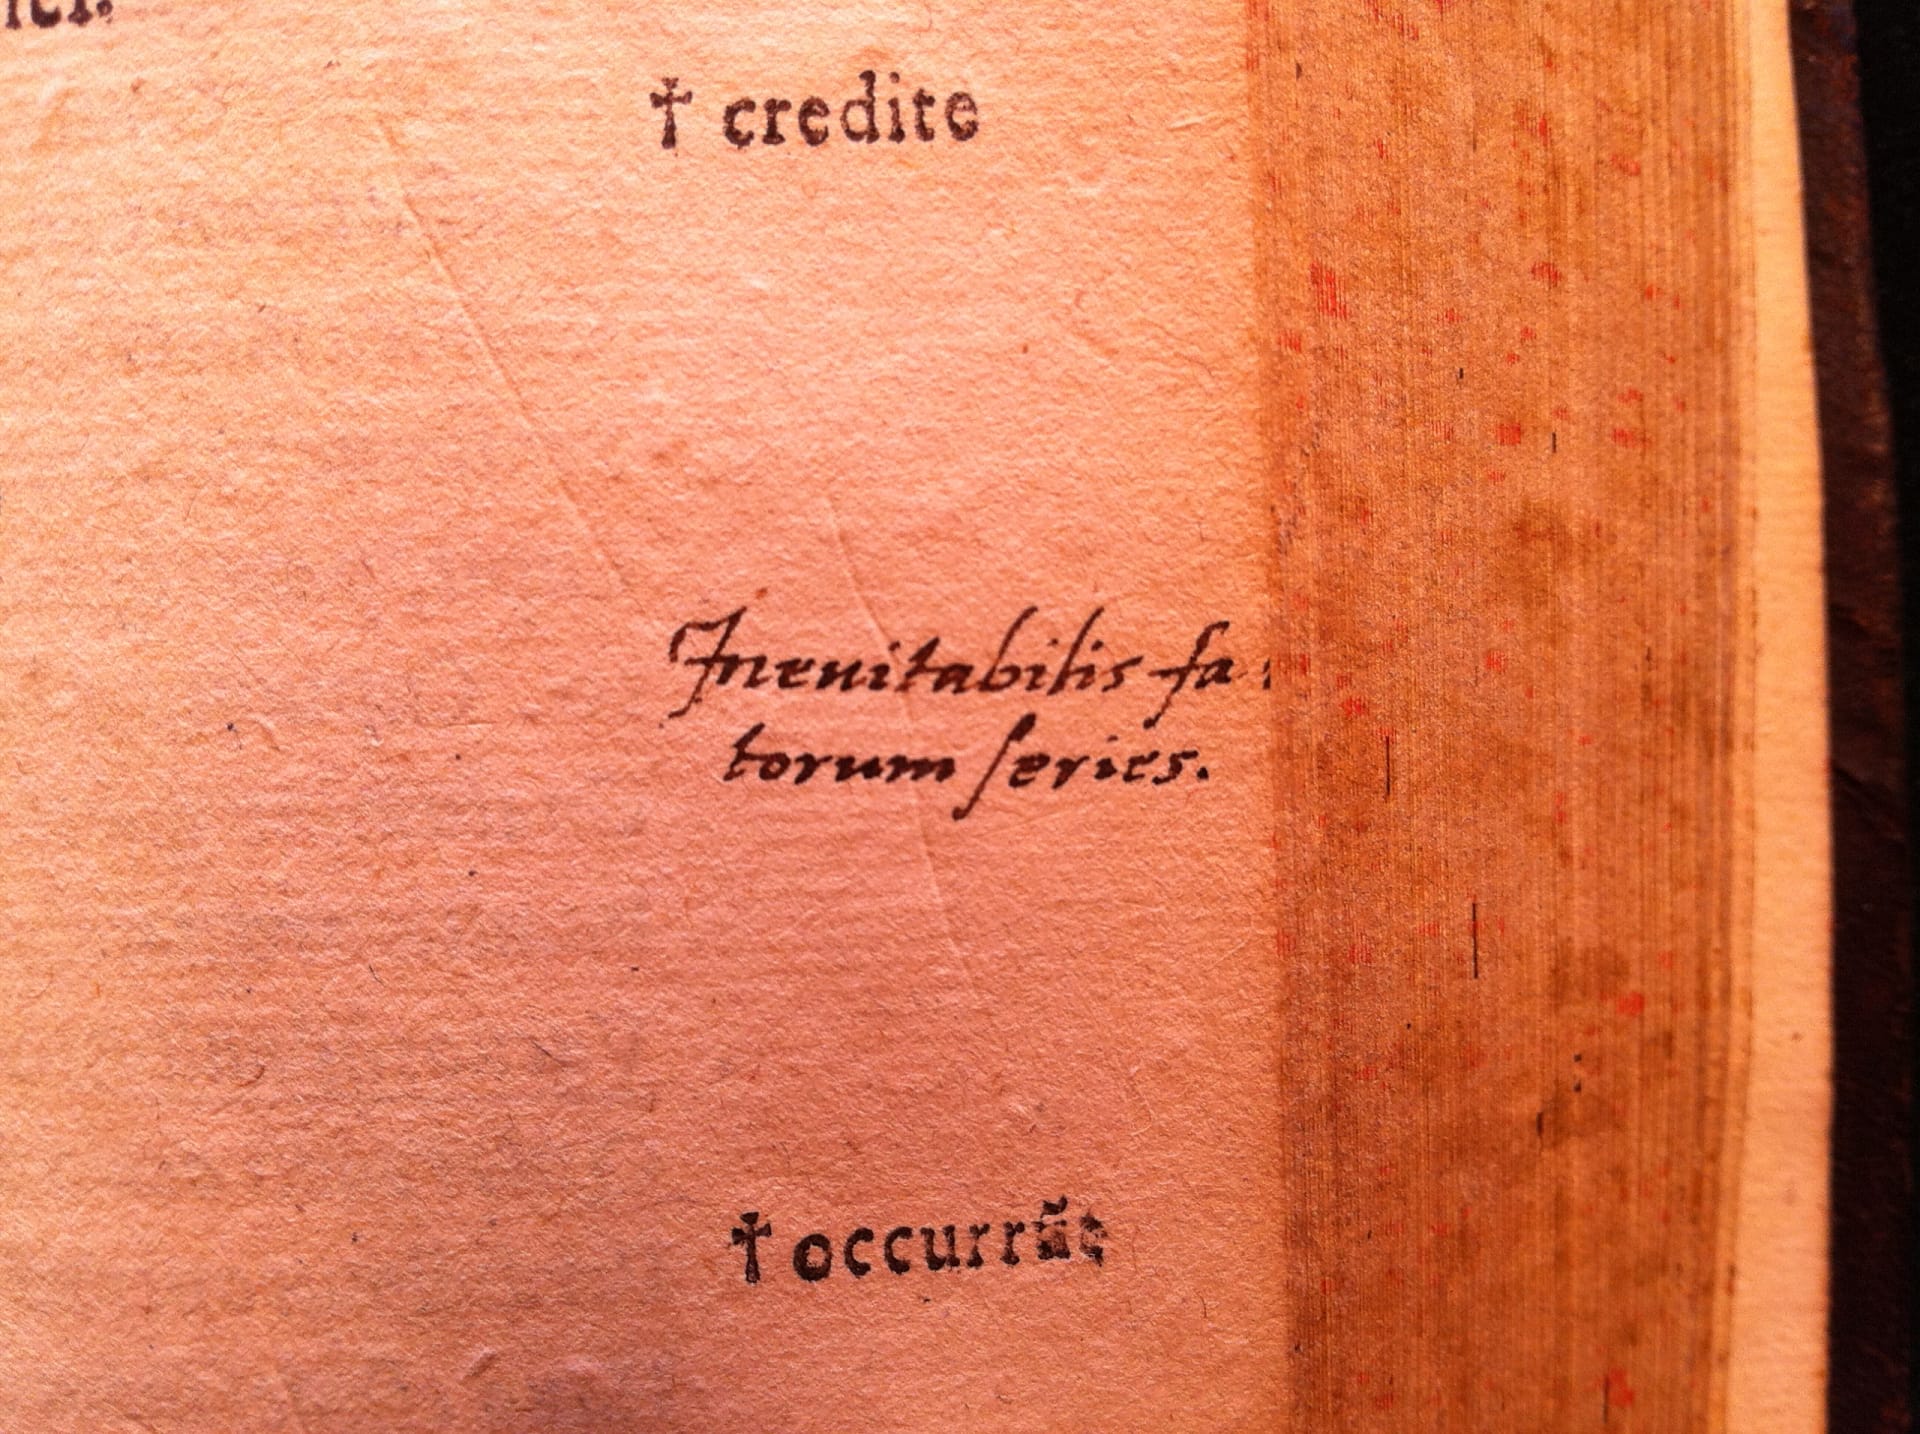 † credite
Ineuitabilis fa:
torum ſeries.
† occurrãt